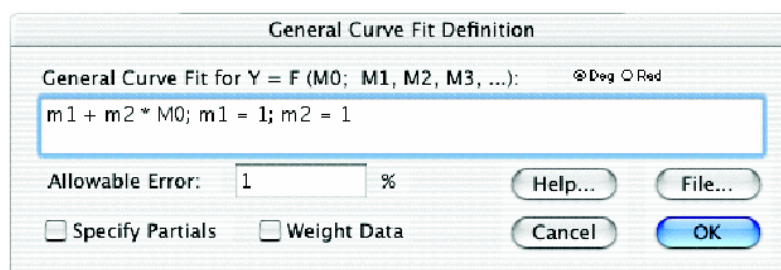 General Curve Fit Definition
General Curve Fit for Y = F (M0;  M1, M2, M3, ...): Deg Rad
m1 + m2 * M0; m1 = 1; m2 = 1
Allowable Error: 1 % Help... File...
Specify Partials Weight Data Cancel OK